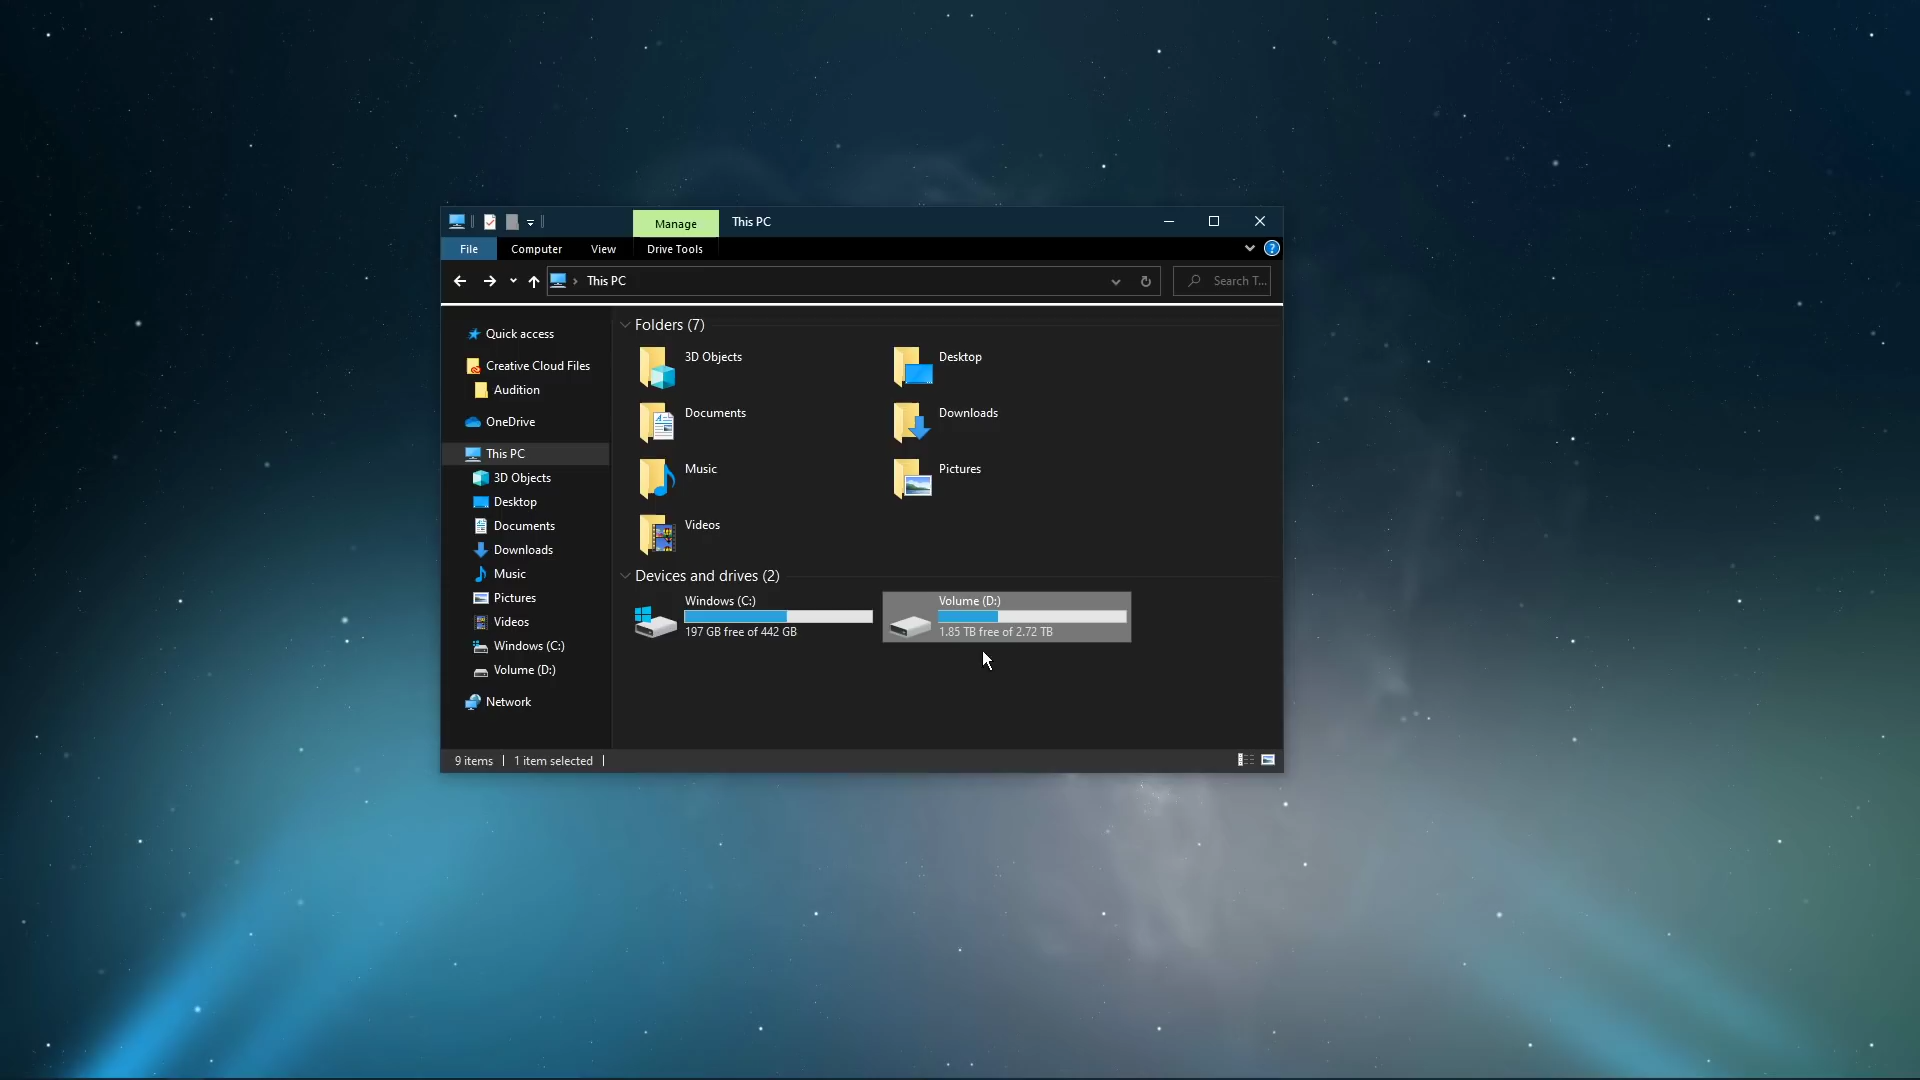 Manage
This PC
File
Computer
View
Drive Tools
This PC
Search T...
Quick access
Creative Cloud Files
Audition
OneDrive
This PC
3D Objects
Desktop
Documents
Downloads
Music
Pictures
Videos
Windows (C:)
Volume (D:)
Network
Folders (7)
3D Objects
Desktop
Documents
Downloads
Music
Pictures
Videos
Devices and drives (2)
Windows (C:)
197 GB free of 442 GB
Volume (D:)
1.85 TB free of 2.72 TB
9 items
1 item selected